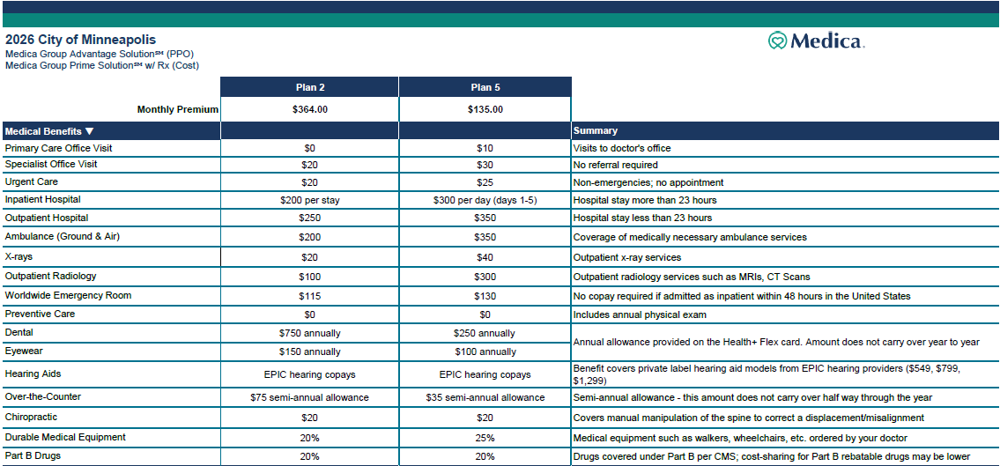 2026 City of Minneapolis
Medica Group Advantage Solution℠ (PPO)
Medica Group Prime Solution℠ w/ Rx (Cost)
Medica.
Plan 2 Plan 5
Monthly Premium $364.00 $135.00
Medical Benefits ▼ Summary
Primary Care Office Visit $0 $10 Visits to doctor's office
Specialist Office Visit $20 $30 No referral required
Urgent Care $20 $25 Non-emergencies; no appointment
Inpatient Hospital $200 per stay $300 per day (days 1-5) Hospital stay more than 23 hours
Outpatient Hospital $250 $350 Hospital stay less than 23 hours
Ambulance (Ground & Air) $200 $350 Coverage of medically necessary ambulance services
X-rays $20 $40 Outpatient x-ray services
Outpatient Radiology $100 $300 Outpatient radiology services such as MRIs, CT Scans
Worldwide Emergency Room $115 $130 No copay required if admitted as inpatient within 48 hours in the United States
Preventive Care $0 $0 Includes annual physical exam
Dental $750 annually $250 annually
Annual allowance provided on the Health+ Flex card. Amount does not carry over year to year
Eyewear $150 annually $100 annually
Hearing Aids EPIC hearing copays EPIC hearing copays Benefit covers private label hearing aid models from EPIC hearing providers ($549, $799,
$1,299)
Over-the-Counter $75 semi-annual allowance $35 semi-annual allowance Semi-annual allowance - this amount does not carry over half way through the year
Chiropractic $20 $20 Covers manual manipulation of the spine to correct a displacement/misalignment
Durable Medical Equipment 20% 25% Medical equipment such as walkers, wheelchairs, etc. ordered by your doctor
Part B Drugs 20% 20% Drugs covered under Part B per CMS; cost-sharing for Part B rebatable drugs may be lower